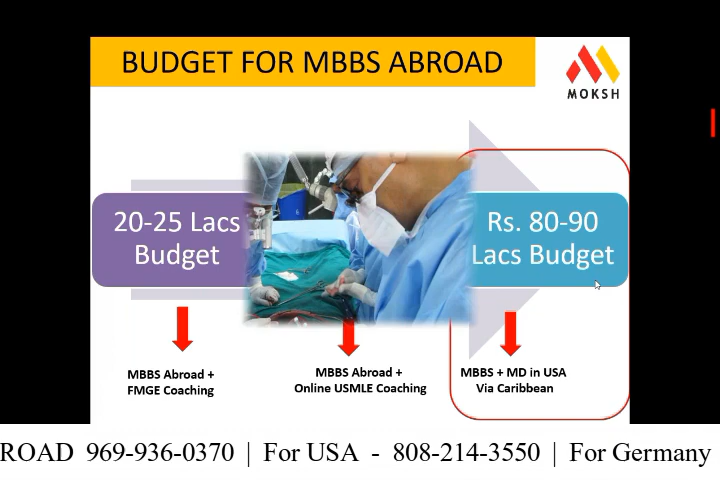 BUDGET FOR MBBS ABROAD
MOKSH
20-25 Lacs
Budget
Rs. 80-90
Lacs Budget
MBBS Abroad +
FMGE Coaching
MBBS Abroad +
Online USMLE Coaching
MBBS + MD in USA
Via Caribbean
ROAD 969-936-0370 | For USA - 808-214-3550 | For Germany